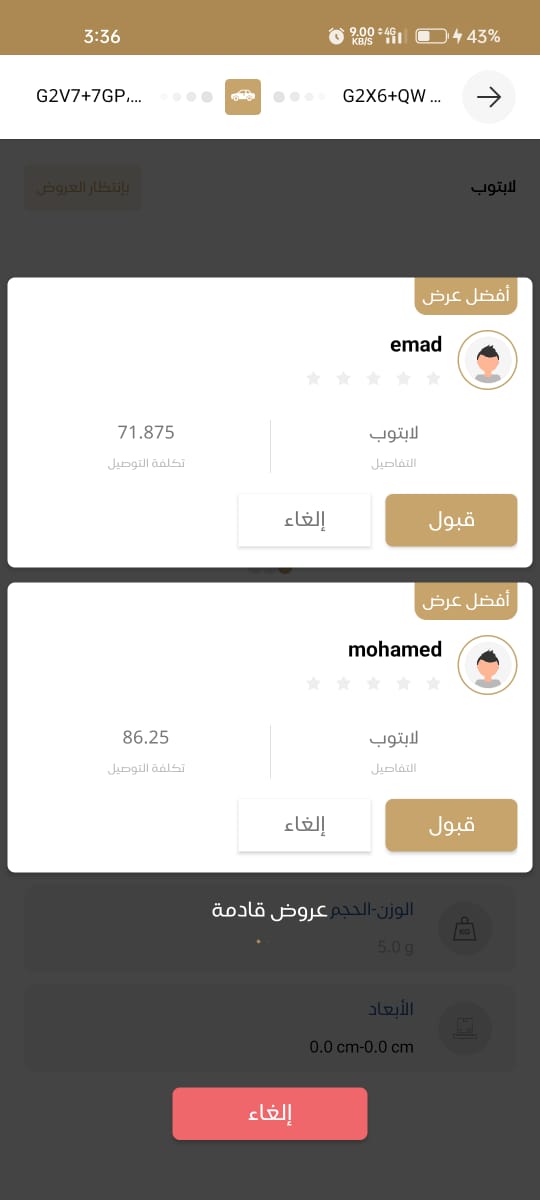 3:36
9.00 KB/S 4G 43%
G2X6+QW ...
G2V7+7GP،...
لابتوب
بإنتظار العروض
أفضل عرض
emad
لابتوب
71.875
التفاصيل
تكلفة التوصيل
قبول
إلغاء
أفضل عرض
mohamed
لابتوب
86.25
التفاصيل
تكلفة التوصيل
قبول
إلغاء
الوزن-الحجم
عروض قادمة
KG
5.0 g
الأبعاد
0.0 cm-0.0 cm
إلغاء